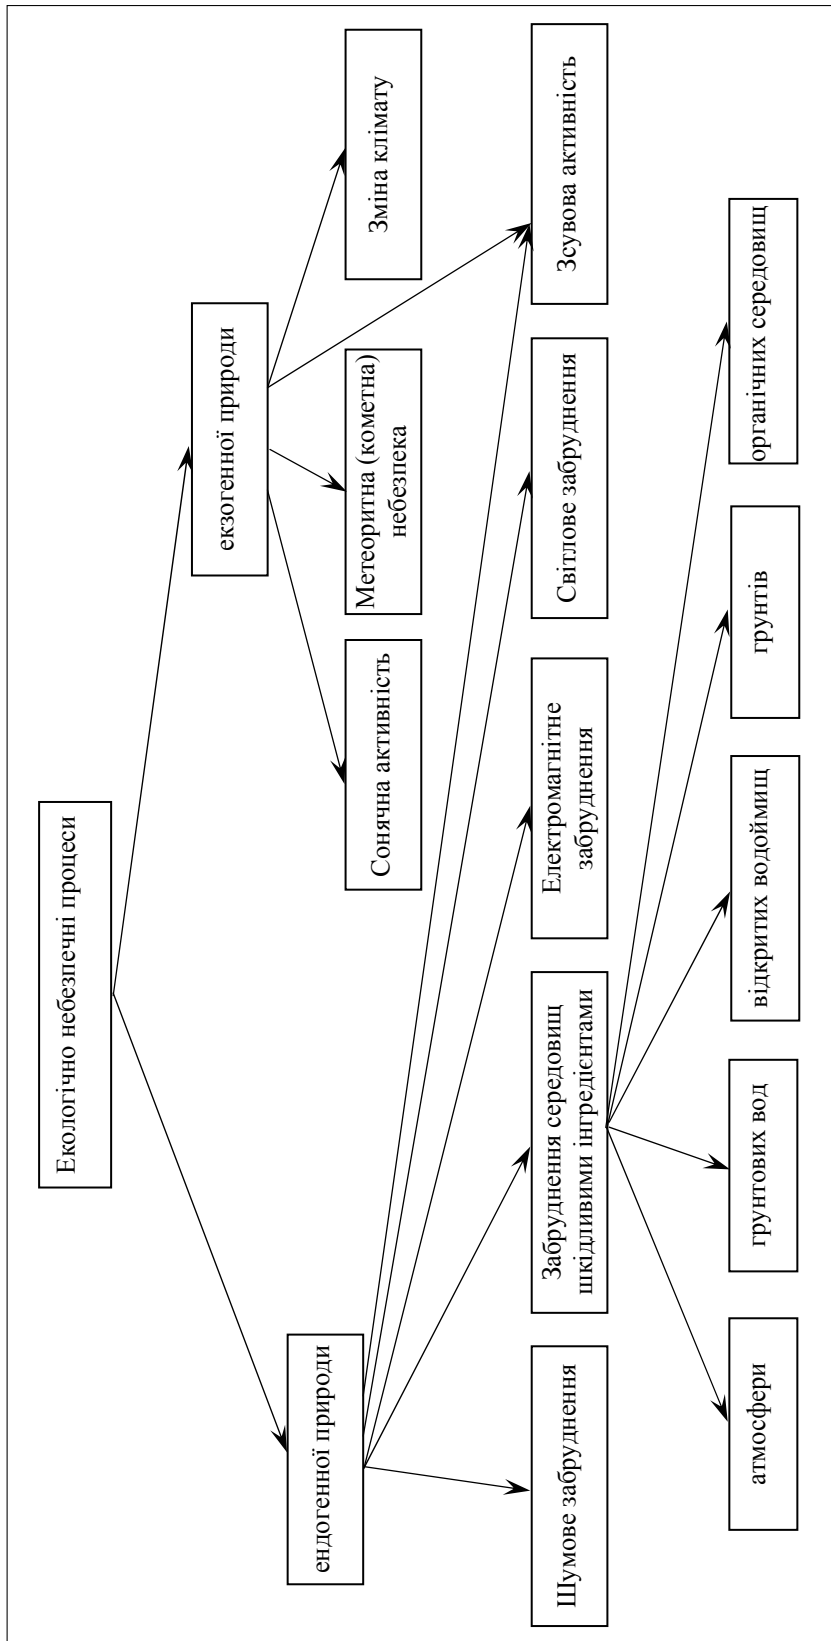 Екологічно небезпечні процеси
ендогенної природи
екзогенної природи
Сонячна активність
Метеоритна (кометна)
небезпека
Зміна клімату
Шумове забруднення
Забруднення середовищ
шкідливими інгредієнтами
Електромагнітне
забруднення
Світлове забруднення
Зсувова активність
атмосфери
грунтових вод
відкритих водоймищ
грунтів
органічних середовищ